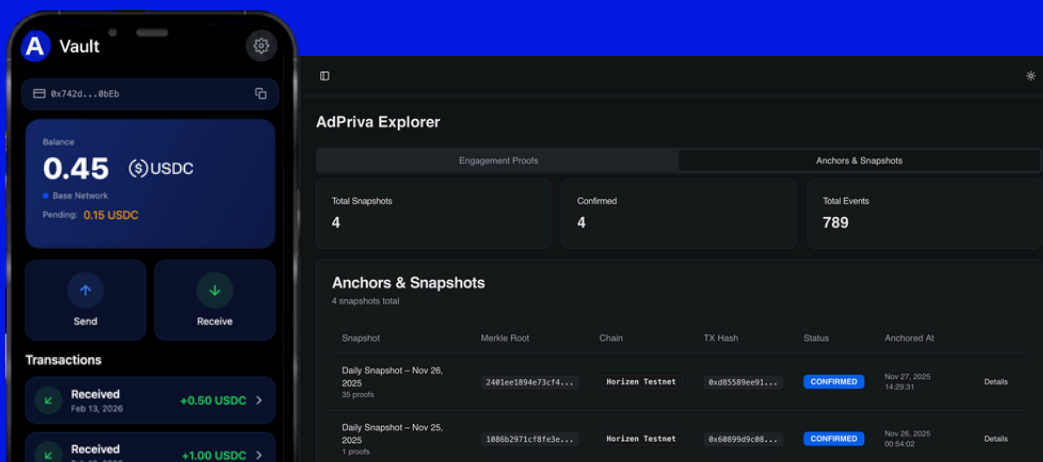 A Vault
0x742d...0bEb
Balance
0.45 USDC
Base Network
Pending: 0.15 USDC
Send
Receive
Transactions
Received
Feb 13, 2026
+0.50 USDC
Received
+1.00 USDC
AdPriva Explorer
Engagement Proofs
Anchors & Snapshots
Total Snapshots
4
Confirmed
4
Total Events
789
Anchors & Snapshots
4 snapshots total
Snapshot Merkle Root Chain TX Hash Status Anchored At
Daily Snapshot – Nov 26,
2025
35 proofs
2401ee1894e73cf4...
Horizen Testnet
0xd85589ee91...
CONFIRMED
Nov 27, 2025
14:29:31
Details
Daily Snapshot – Nov 25,
2025
1 proofs
1086b2971cf8fe3e...
Horizen Testnet
0x60899d9c08...
CONFIRMED
Nov 26, 2025
00:54:02
Details